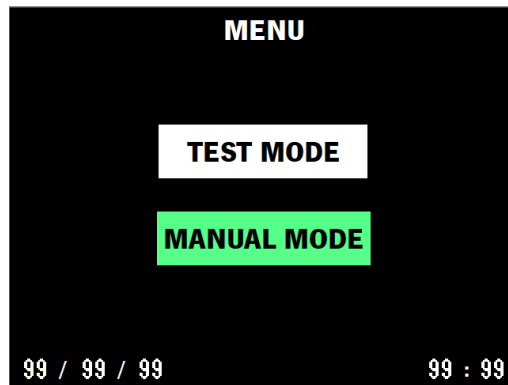 MENU
TEST MODE
MANUAL MODE
99 / 99 / 99 99 : 99